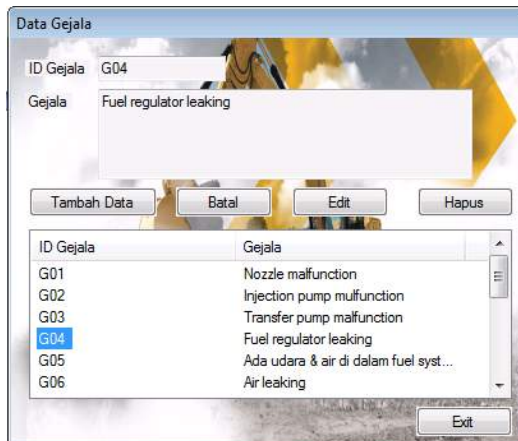 Data Gejala
ID Gejala G04
Gejala Fuel regulator leaking
Tambah Data Batal Edit Hapus
ID Gejala Gejala
G01 Nozzle malfunction
G02 Injection pump mulfunction
G03 Transfer pump malfunction
G04 Fuel regulator leaking
G05 Ada udara & air di dalam fuel syst...
G06 Air leaking
Exit